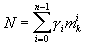 N = \sum_{i=0}^{n-1} \gamma_i m_k^i